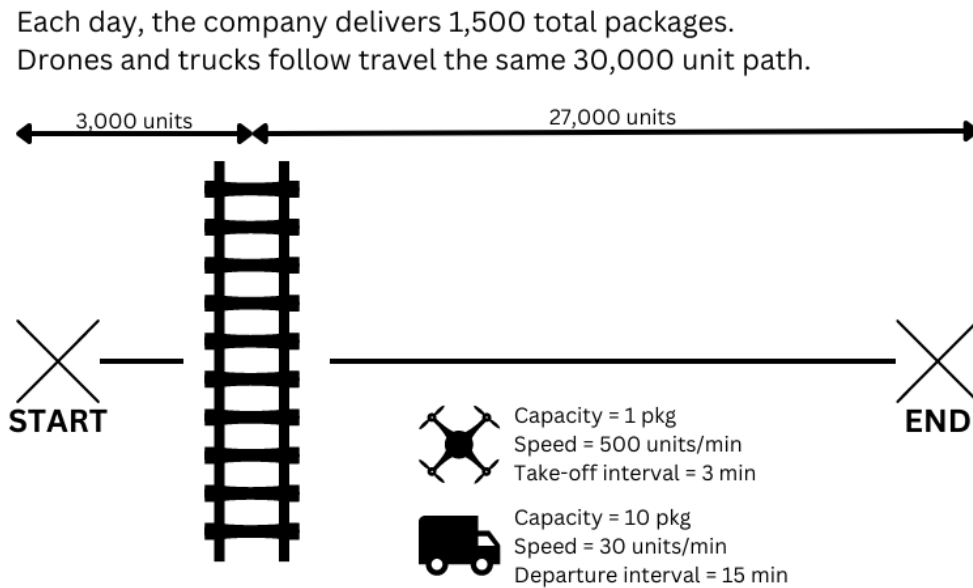 Each day, the company delivers 1,500 total packages.
Drones and trucks follow travel the same 30,000 unit path.
3,000 units
27,000 units
START
END
Capacity = 1 pkg
Speed = 500 units/min
Take-off interval = 3 min
Capacity = 10 pkg
Speed = 30 units/min
Departure interval = 15 min